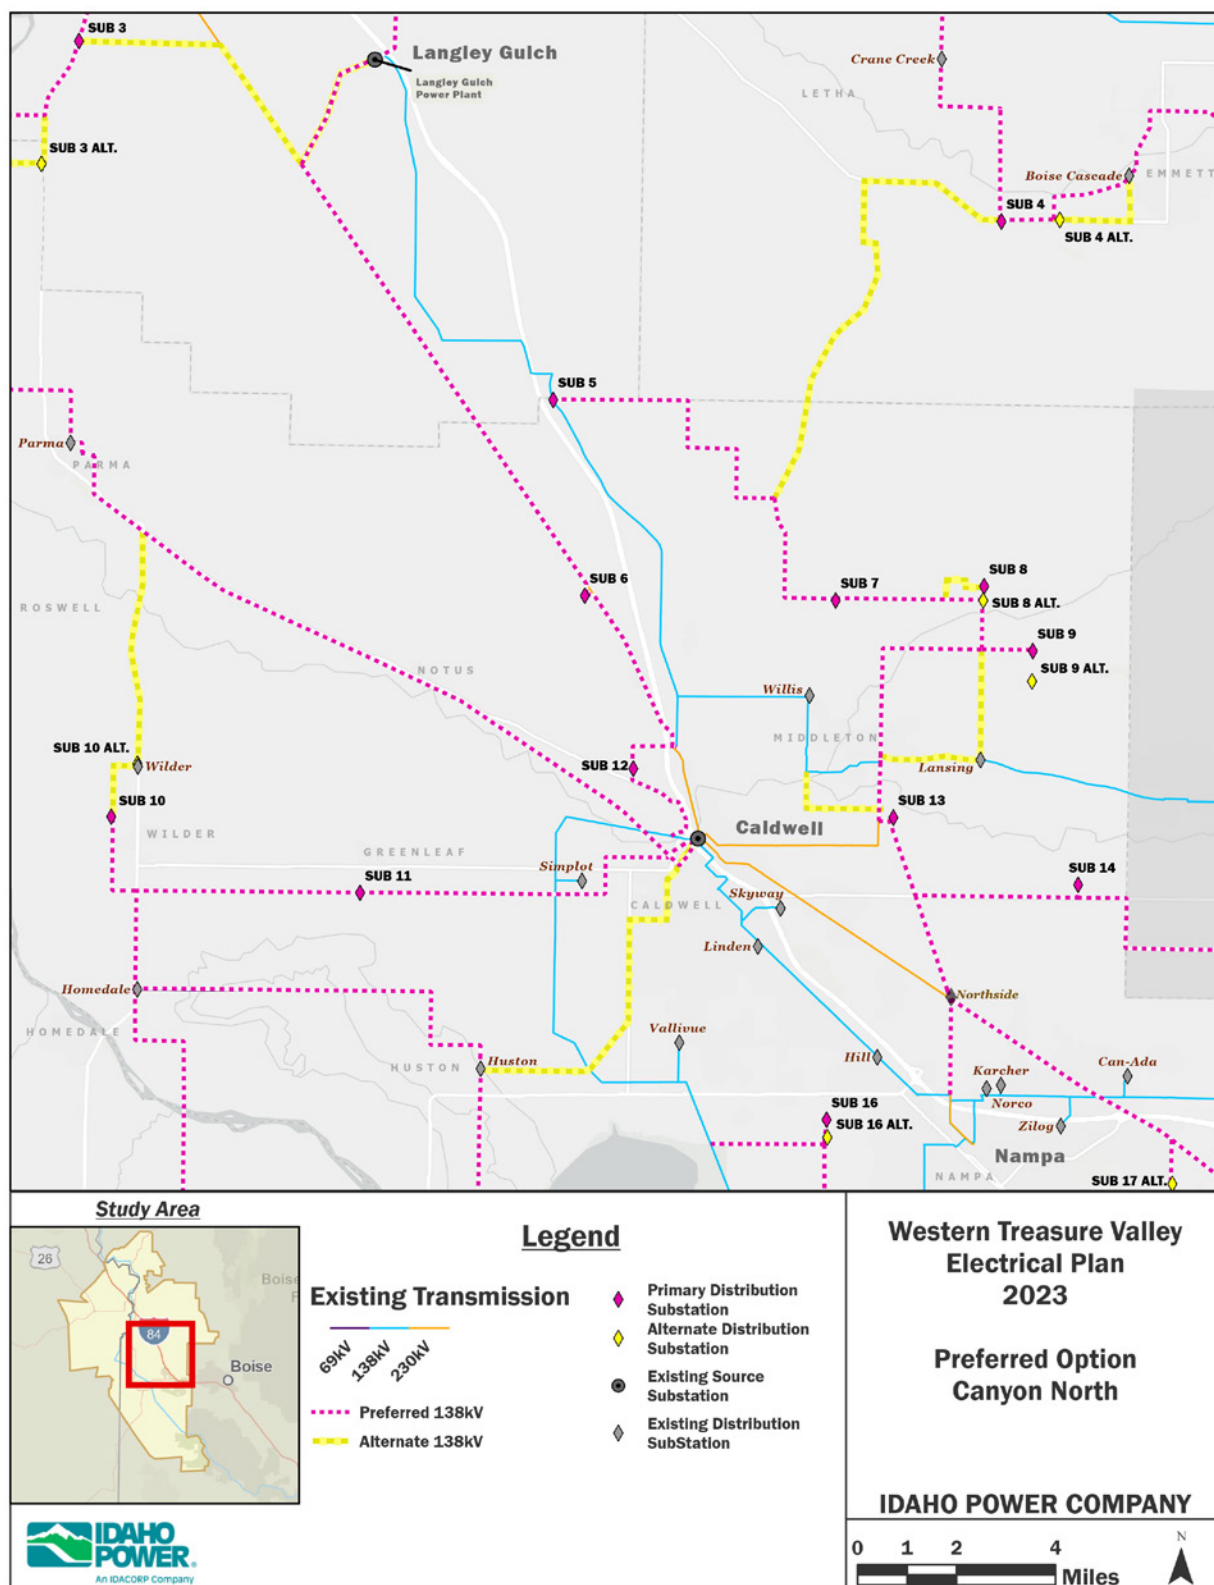 SUB 3
Langley Gulch
Langley Gulch
Power Plant
Crane Creek
LETHA
SUB 3 ALT.
Boise Cascade
EMMETT
SUB 4
SUB 4 ALT.
SUB 5
Parma
PARMA
SUB 6
SUB 7
SUB 8
SUB 8 ALT.
ROSWELL
NOTUS
SUB 9
SUB 9 ALT.
Willis
MIDDLETON
SUB 10 ALT.
Wilder
SUB 12
Lansing
SUB 10
SUB 13
WILDER
Caldwell
GREENLEAF
Simplot
SUB 11
SUB 14
CALDWELL
Skyway
Linden
Homedale
Northside
HOMEDALE
Vallivue
Hill
HUSTON
Huston
Karcher
Can-Ada
Norco
SUB 16
SUB 16 ALT.
Zilog
Nampa
NAMPA
SUB 17 ALT.
Study Area
26
Boise
84
Boise
Legend
Existing Transmission
69kV
138kV
230kV
Preferred 138kV
Alternate 138kV
Primary Distribution
Substation
Alternate Distribution
Substation
Existing Source
Substation
Existing Distribution
SubStation
Western Treasure Valley
Electrical Plan
2023
Preferred Option
Canyon North
IDAHO POWER COMPANY
0 1 2 4
Miles
N
IDAHO
POWER®
An IDACORP Company